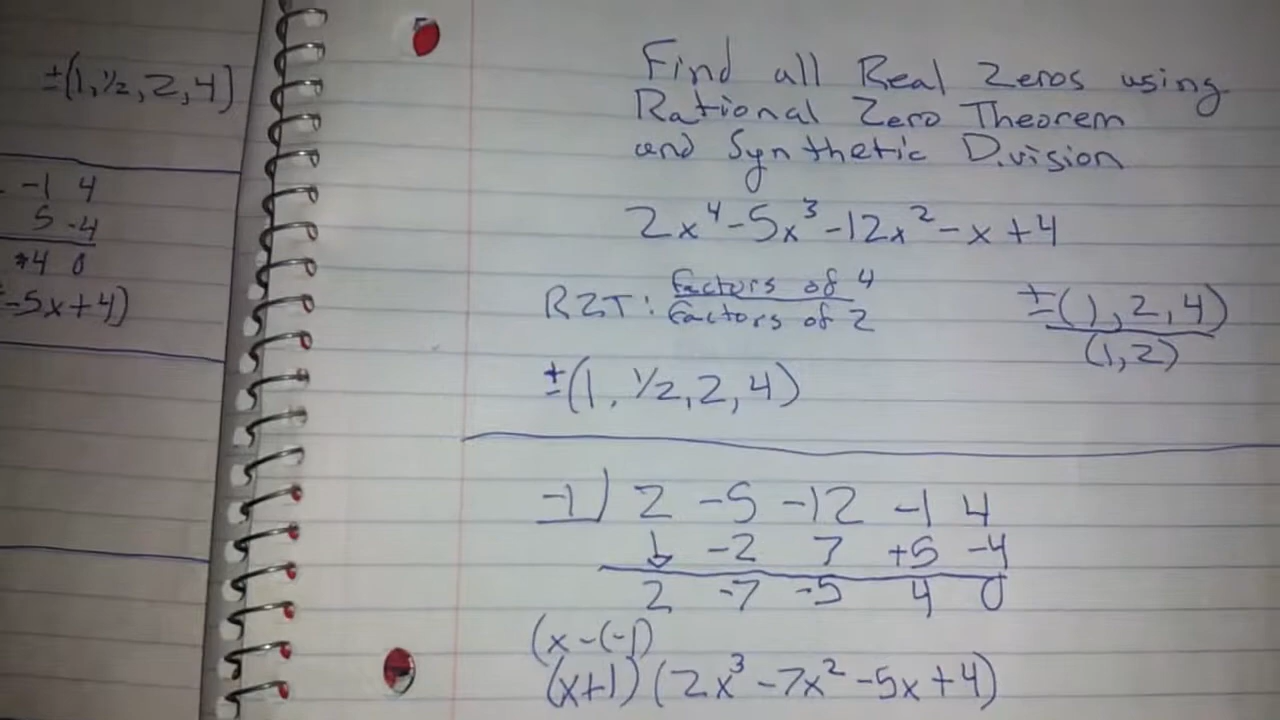 ±(1, 1/2, 2, 4)
-1 4
5 -4
+4 0
-5x+4)
Find all Real Zeros using
Rational Zero Theorem
and Synthetic Division
2x⁴-5x³-12x²-x+4
RZT: factors of 4
factors of 2
±(1,2,4)
(1,2)
±(1, 1/2, 2, 4)
-1) 2 -5 -12 -1 4
↓ -2 7 +5 -4
2 -7 -5 4 0
(x-(-1)
(x+1)(2x³-7x²-5x+4)